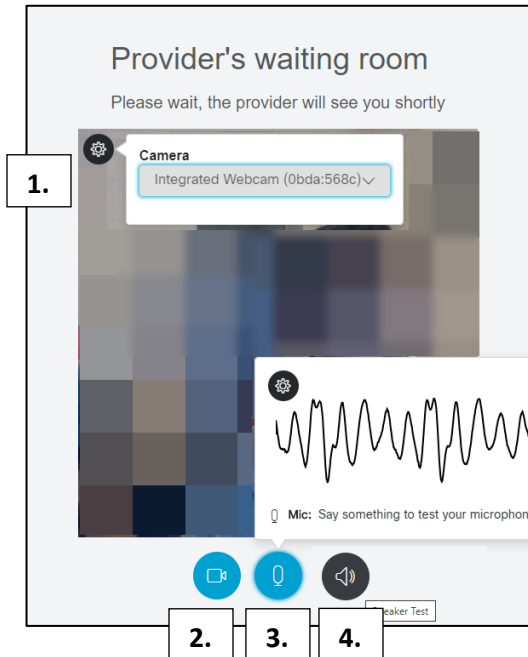 Provider's waiting room
Please wait, the provider will see you shortly
Camera
1.
Integrated Webcam (0bda:568c)
Mic: Say something to test your microphon
Test
2.
3.
4.